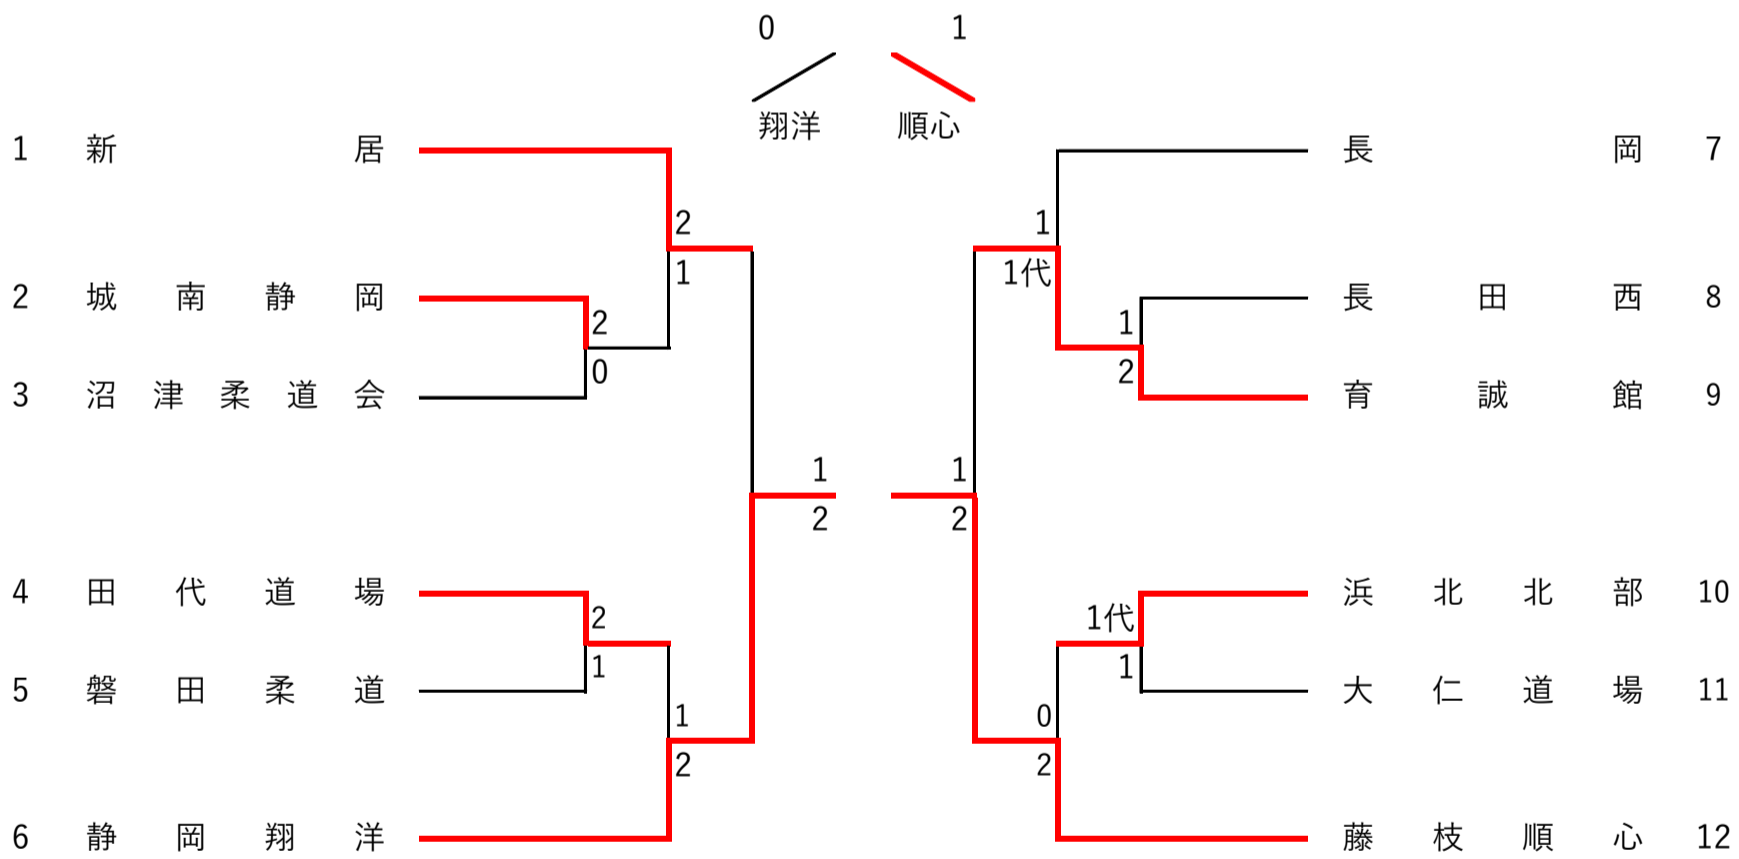 0 1
翔洋 順心
1 新居 長岡 7
2 1
1 1代
2 城南静岡 長田西 8
2 1
0 2
3 沼津柔道会 育誠館 9
1 1
2 2
4 田代道場 浜北北部 10
2 1代
1 1
5 磐田柔道 大仁道場 11
1 0
2 2
6 静岡翔洋 藤枝順心 12